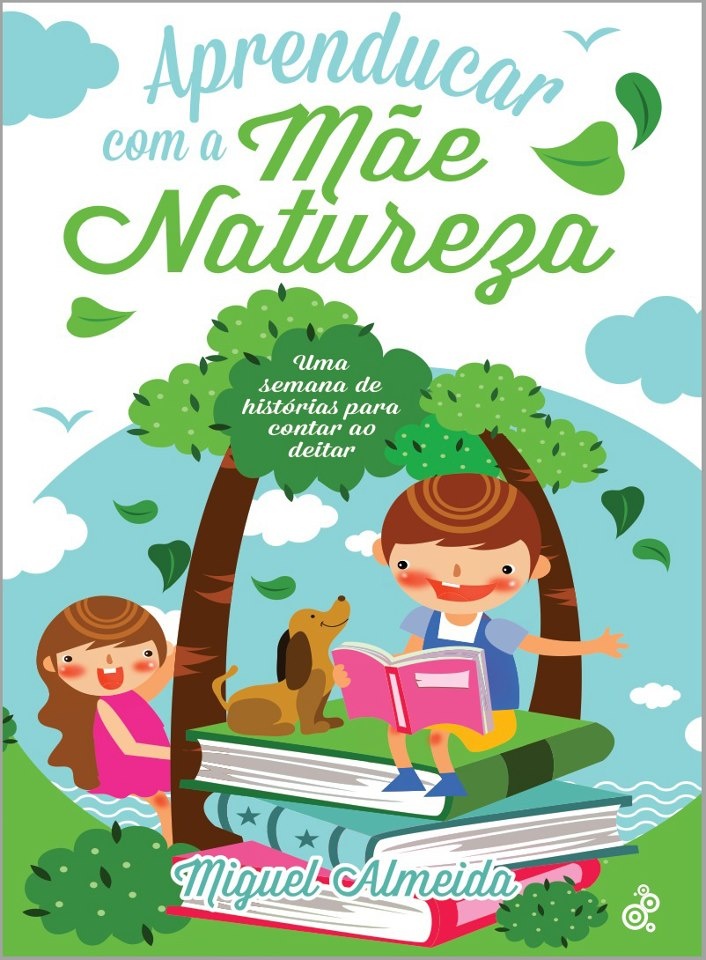 Aprenducar
com a Mãe
Natureza
Uma
semana de
histórias para
contar ao
deitar
Miguel Almeida